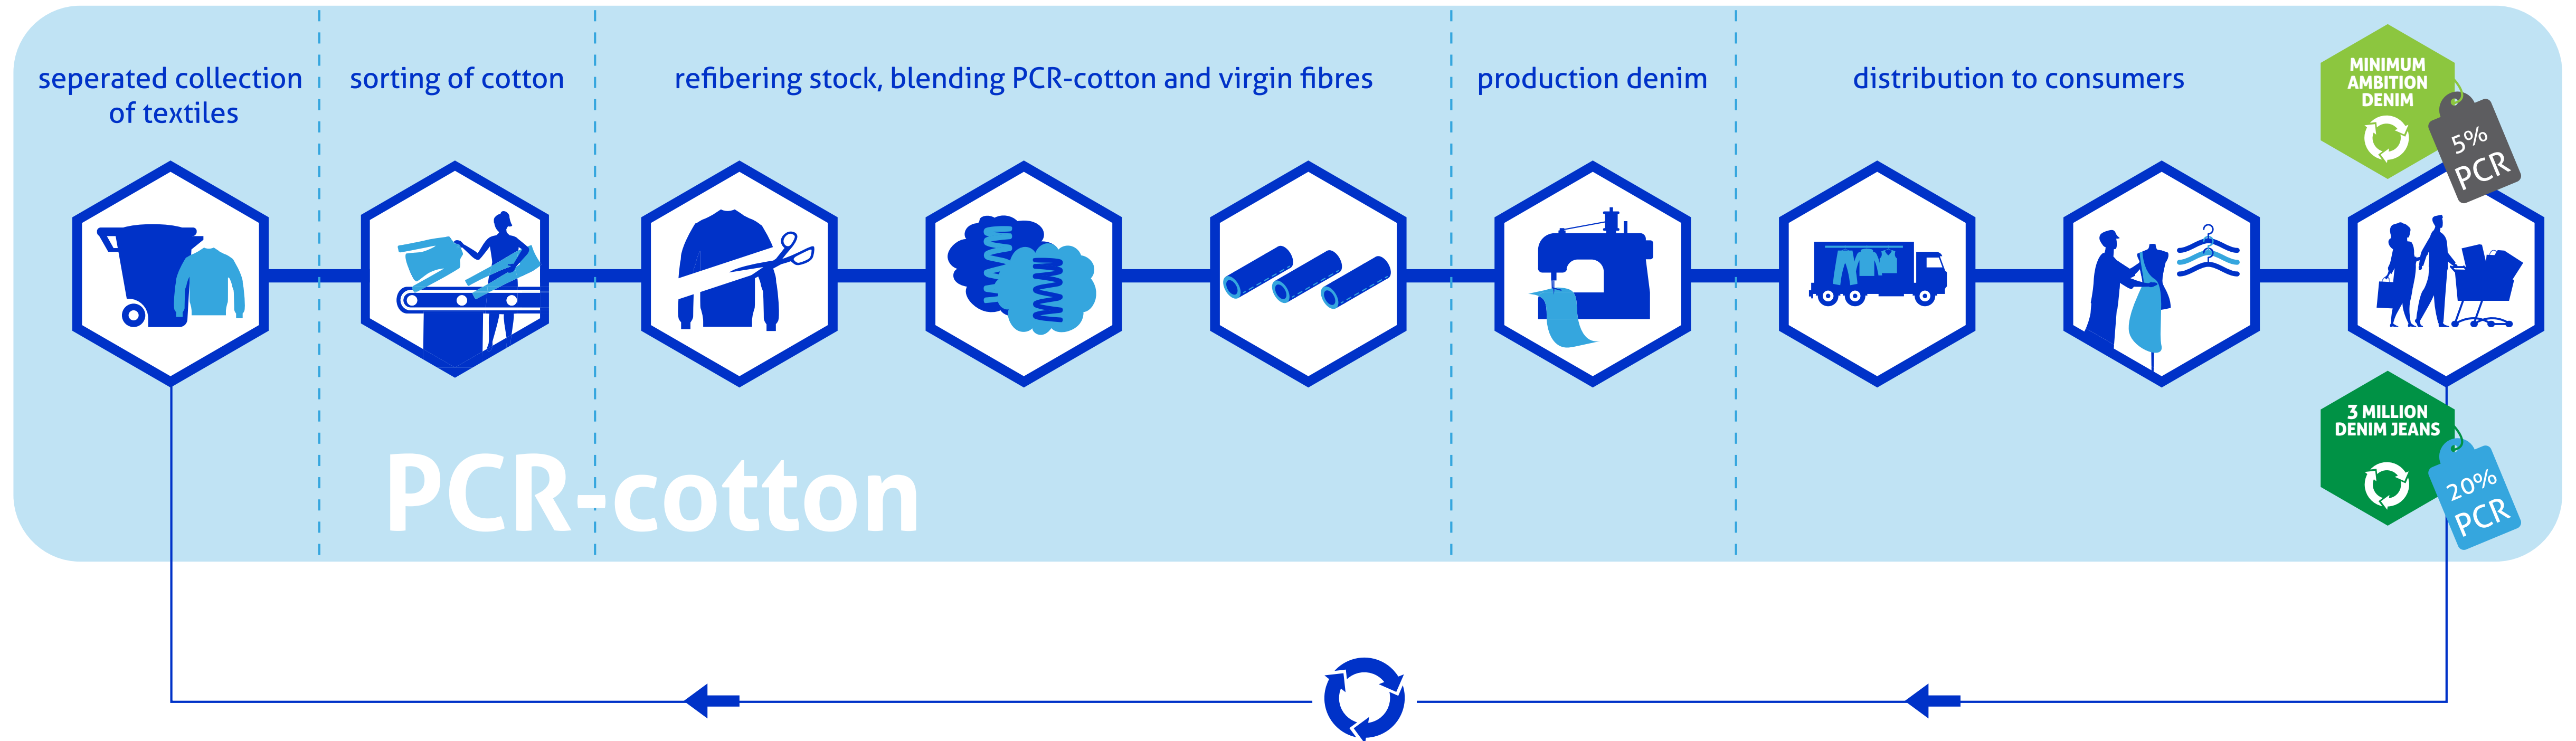 seperated collection
of textiles
sorting of cotton
refibering stock, blending PCR-cotton and virgin fibres
production denim
distribution to consumers
MINIMUM
AMBITION
DENIM
5%
PCR
3 MILLION
DENIM JEANS
20%
PCR
PCR-cotton